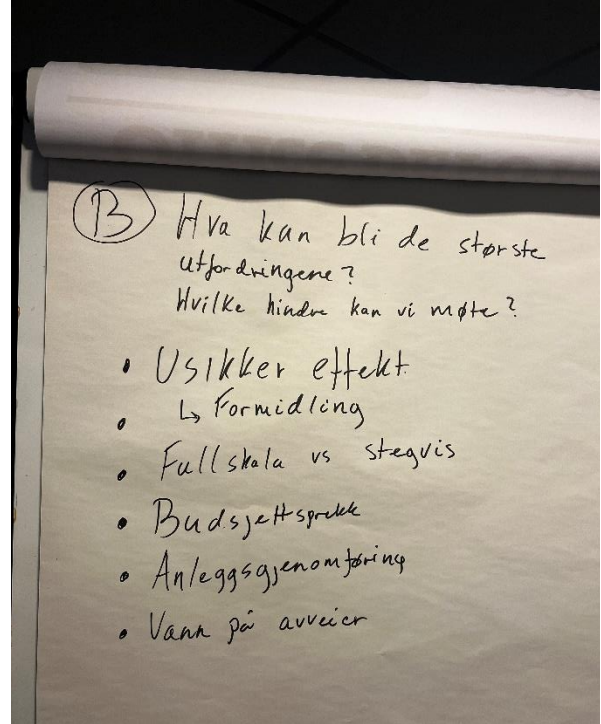 B Hva kan bli de største
utfordringene?
Hvilke hindre kan vi møte?
• Usikker effekt
• ↳ Formidling
• Fullskala vs stegvis
• Budsjettsprekk
• Anleggsgjenomføring
• Vann på avveier